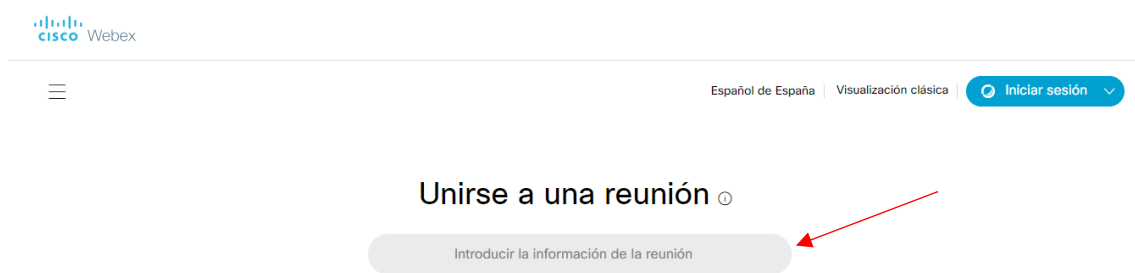 cisco Webex
Español de España | Visualización clásica | Iniciar sesión
Unirse a una reunión
Introducir la información de la reunión